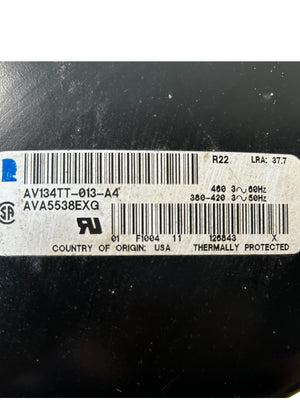 R22 LRA: 37.7
AV134TT-013-A4 460 3~60Hz
AVA5538EXG 380-420 3~50Hz
01 F1004 11 126843 X
COUNTRY OF ORIGIN: USA THERMALLY PROTECTED